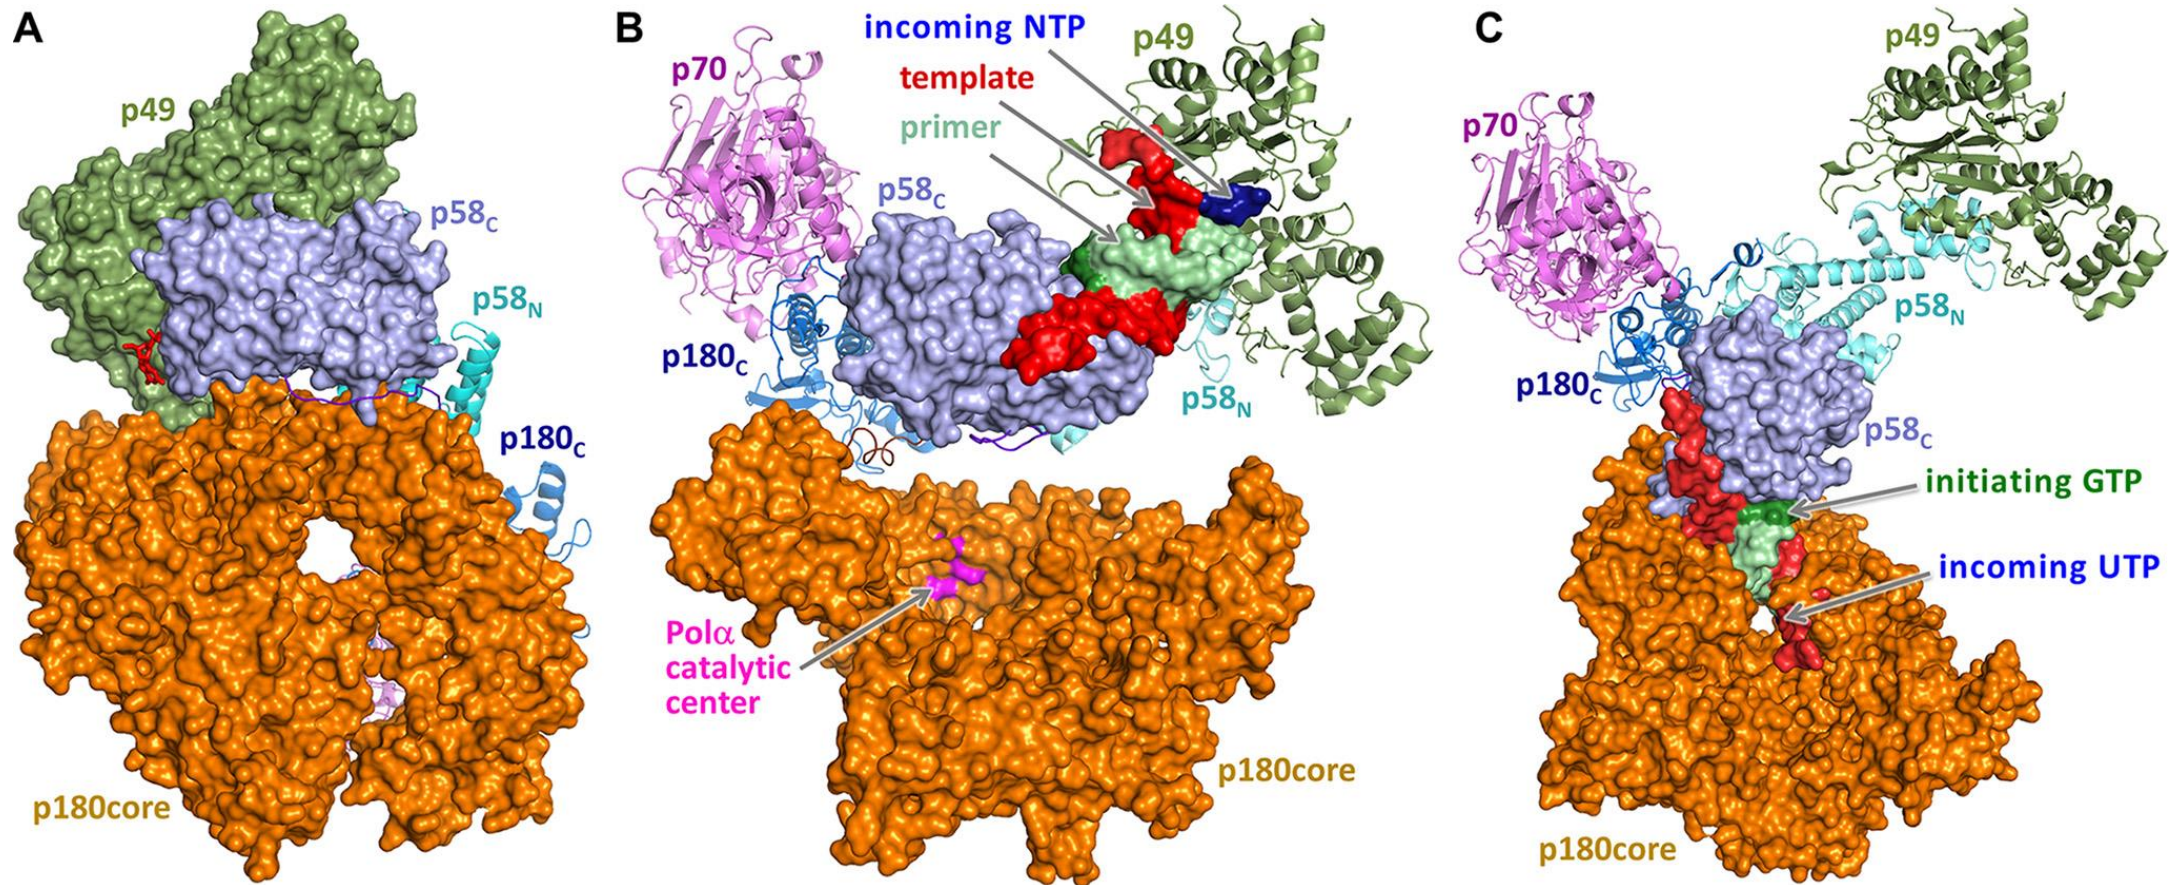 A
p49
p58C
p58N
p180C
p180core
B
incoming NTP
template
primer
p49
p70
p58C
p180C
p58N
Polα
catalytic
center
p180core
C
p49
p70
p58N
p180C
p58C
initiating GTP
incoming UTP
p180core